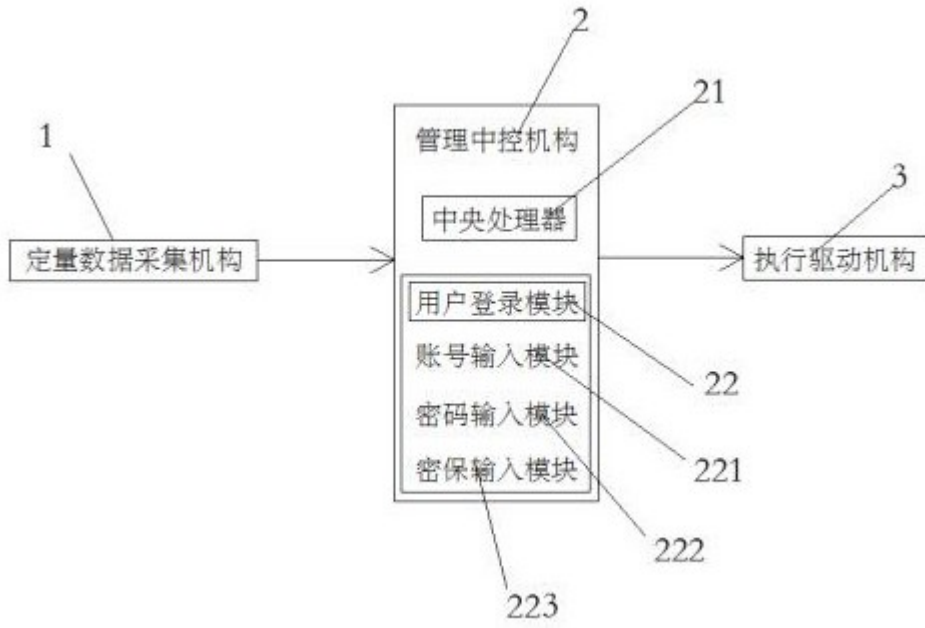 2
21
1
管理中控机构
3
中央处理器
定量数据采集机构
执行驱动机构
用户登录模块
账号输入模块
22
密码输入模块
221
密保输入模块
222
223